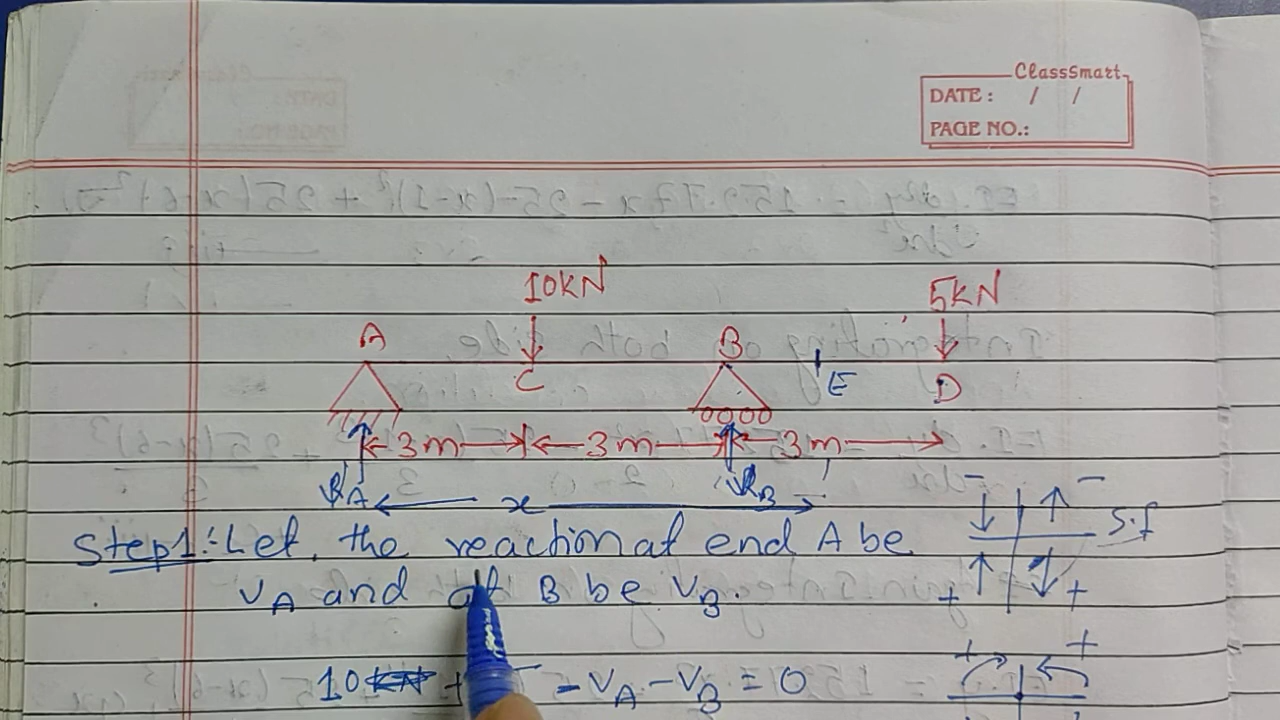 ClassSmart
DATE: / /
PAGE NO.:
10KN 5KN
A B
C E D
3m 3m 3m
VA x VB
Step1:- Let, the reaction at end A be
VA and at B be VB.
S.f
- -
+ +
+ +
10 - VA - VB = 0